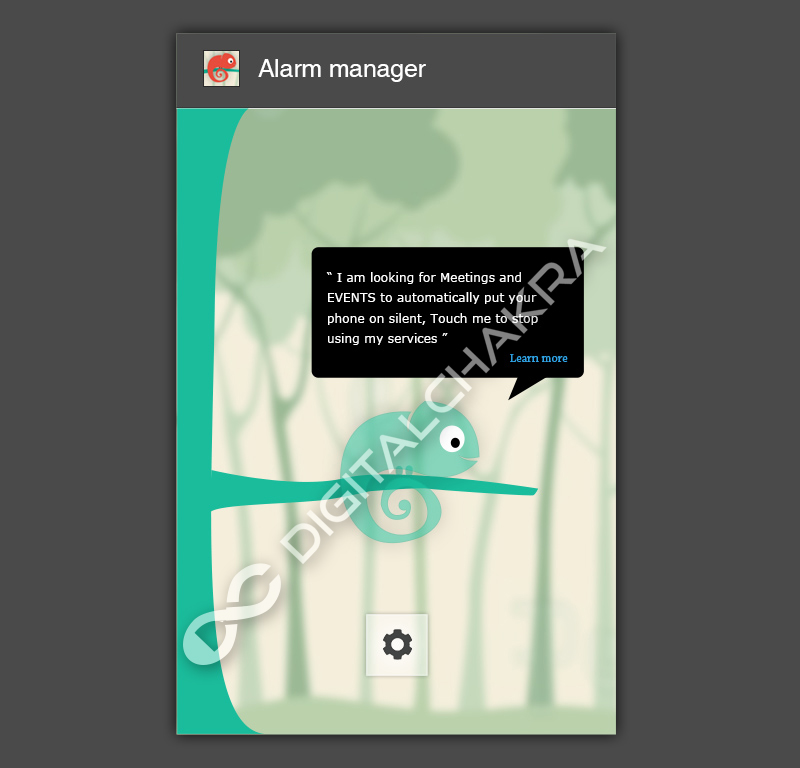 Alarm manager
“ I am looking for Meetings and
EVENTS to automatically put your
phone on silent, Touch me to stop
using my services ”
Learn more
DIGITALCHAKRA